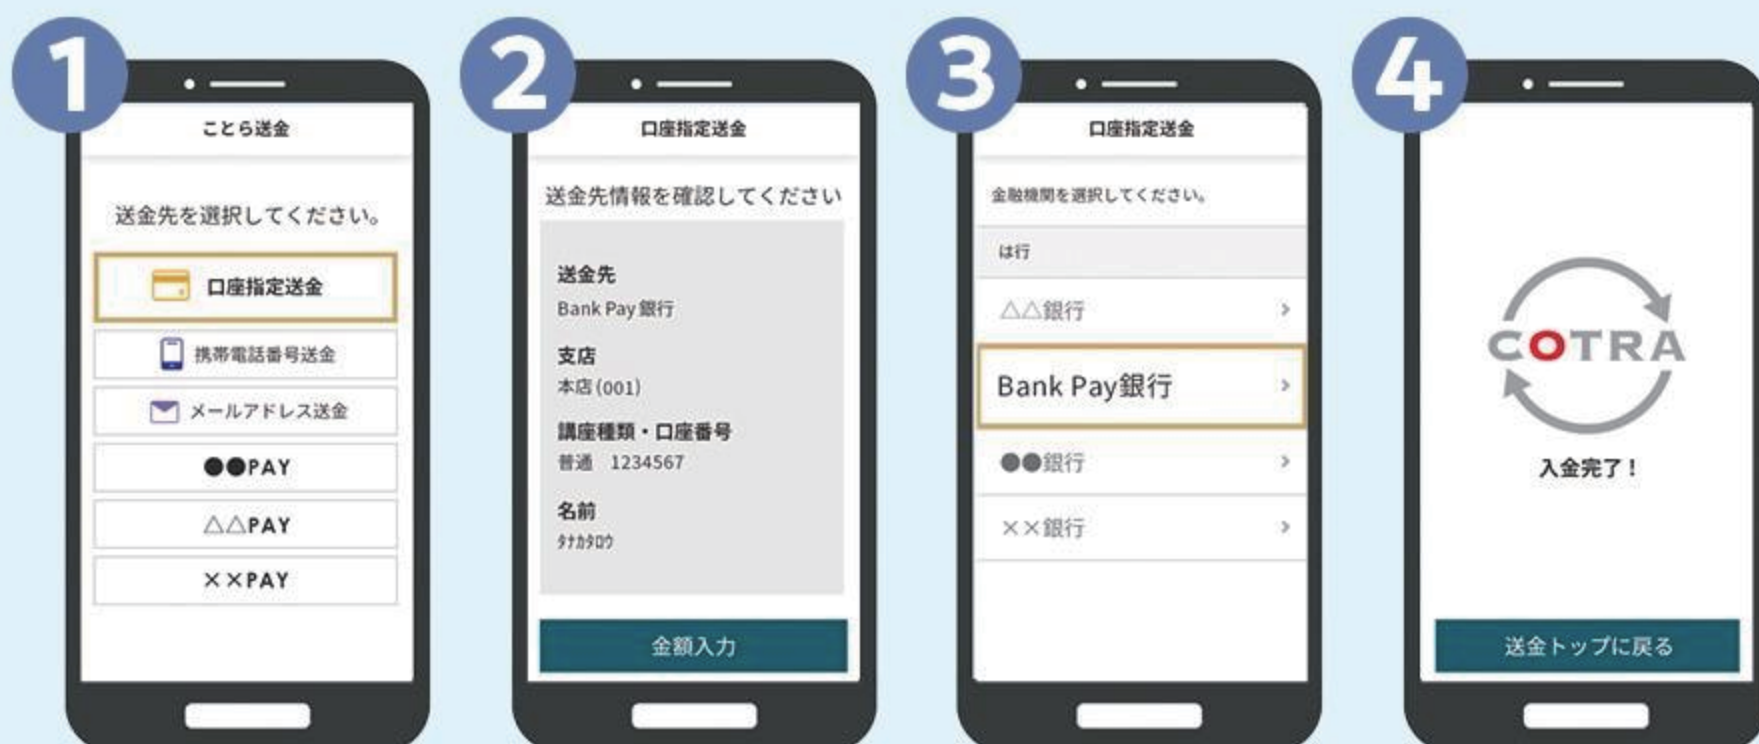 1
ことら送金
送金先を選択してください。
口座指定送金
携帯電話番号送金
メールアドレス送金
●●PAY
△△PAY
××PAY
2
口座指定送金
送金先情報を確認してください
送金先
Bank Pay 銀行
支店
本店(001)
講座種類・口座番号
普通 1234567
名前
ﾀﾅｶﾀﾛｳ
金額入力
3
口座指定送金
金融機関を選択してください。
は行
△△銀行
Bank Pay銀行
●●銀行
××銀行
4
COTRA
入金完了！
送金トップに戻る